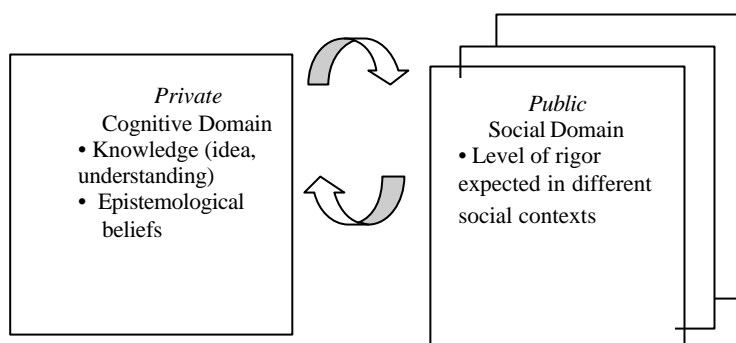 Private
Cognitive Domain
• Knowledge (idea,
understanding)
• Epistemological
beliefs
Public
Social Domain
• Level of rigor
expected in different
social contexts